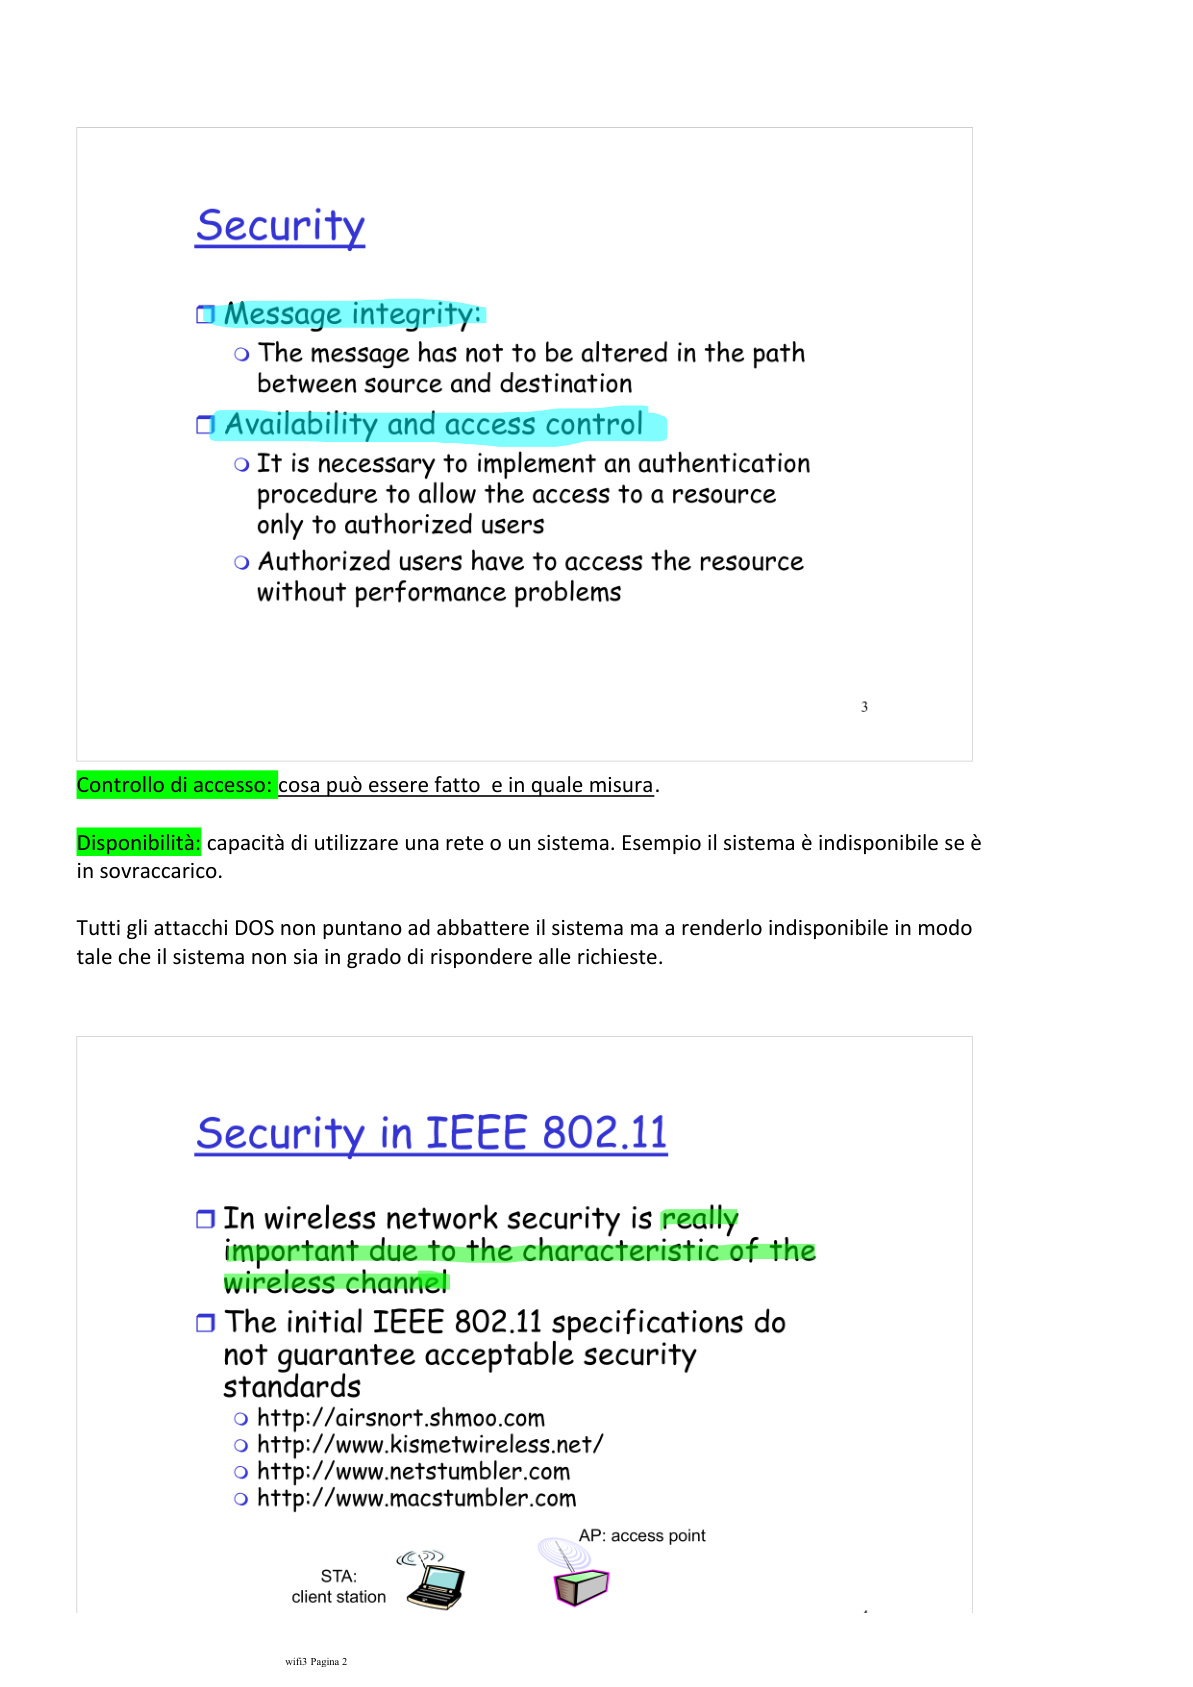 Security
Message integrity:
The message has not to be altered in the path
between source and destination
Availability and access control
It is necessary to implement an authentication
procedure to allow the access to a resource
only to authorized users
Authorized users have to access the resource
without performance problems
3
Controllo di accesso: cosa può essere fatto  e in quale misura.
Disponibilità: capacità di utilizzare una rete o un sistema. Esempio il sistema è indisponibile se è
in sovraccarico.
Tutti gli attacchi DOS non puntano ad abbattere il sistema ma a renderlo indisponibile in modo
tale che il sistema non sia in grado di rispondere alle richieste.
Security in IEEE 802.11
In wireless network security is really
important due to the characteristic of the
wireless channel
The initial IEEE 802.11 specifications do
not guarantee acceptable security
standards
http://airsnort.shmoo.com
http://www.kismetwireless.net/
http://www.netstumbler.com
http://www.macstumbler.com
AP: access point
STA:
client station
wifi3 Pagina 2